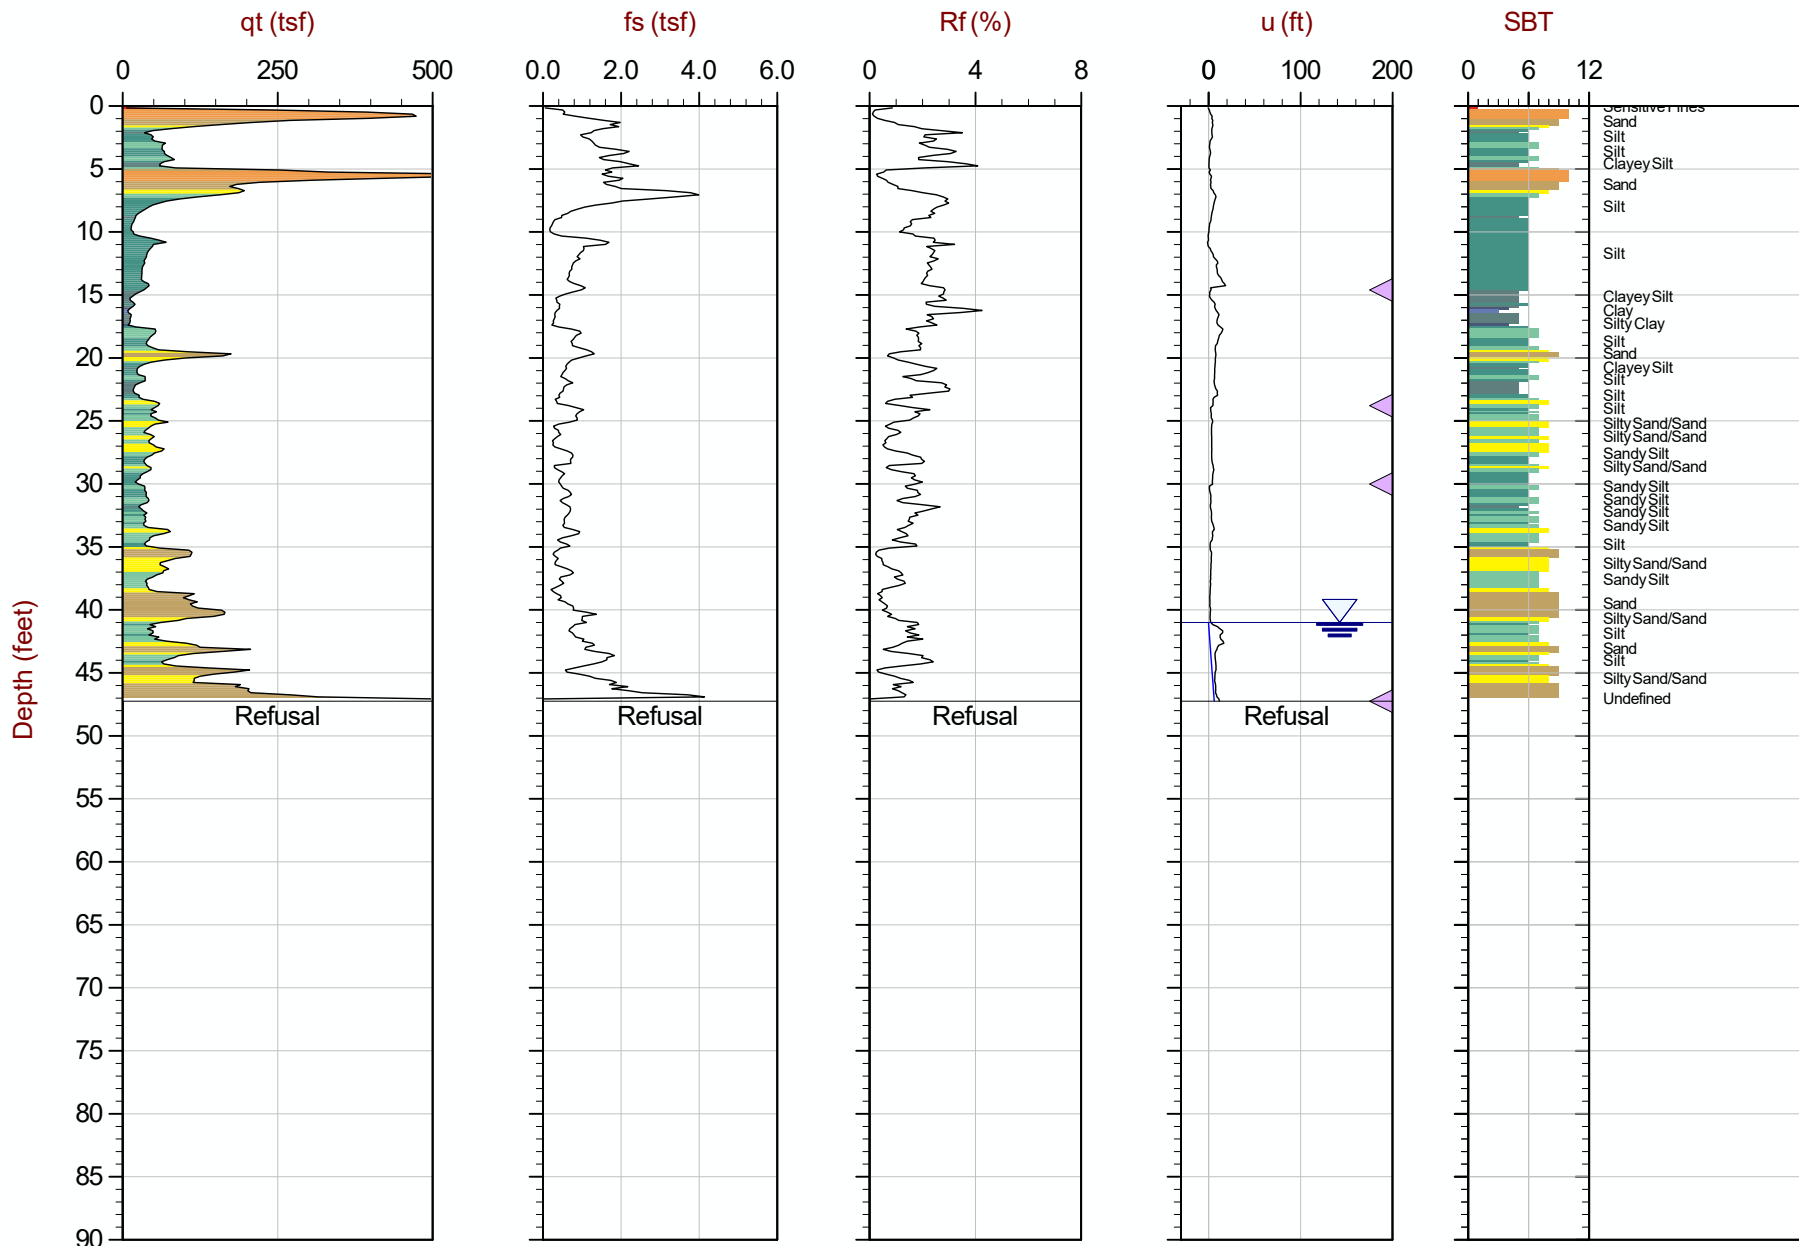 qt (tsf)
fs (tsf)
Rf (%)
u (ft)
SBT
0 250 500
0.0 2.0 4.0 6.0
0 4 8
0 100 200
0 6 12
Depth (feet)
0
5
10
15
20
25
30
35
40
45
50
55
60
65
70
75
80
85
90
Sensitive Fines
Sand
Silt
Silt
Clayey Silt
Sand
Silt
Silt
Clayey Silt
Clay
Silty Clay
Silt
Sand
Clayey Silt
Silt
Silt
Silt
Silty Sand/Sand
Silty Sand/Sand
Sandy Silt
Silty Sand/Sand
Sandy Silt
Sandy Silt
Sandy Silt
Sandy Silt
Silt
Silty Sand/Sand
Sandy Silt
Sand
Silty Sand/Sand
Silt
Sand
Silt
Silty Sand/Sand
Undefined
Refusal
Refusal
Refusal
Refusal